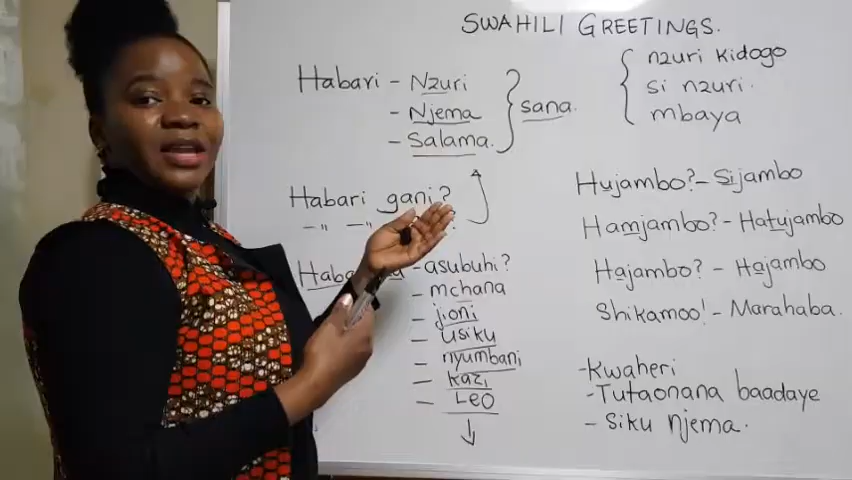 SWAHILI GREETINGS.
Habari - Nzuri
- Njema
- Salama.
sana.
nzuri kidogo
si nzuri.
mbaya
Habari gani?
-"- -"-
- asubuhi?
- mchana
- jioni
- usiku
- nyumbani
- kazi
- Leo
Hujambo? - Sijambo
Hamjambo? - Hatujambo
Hajambo? - Hajambo
Shikamoo! - Marahaba.
- Kwaheri
- Tutaonana baadaye
- Siku njema.